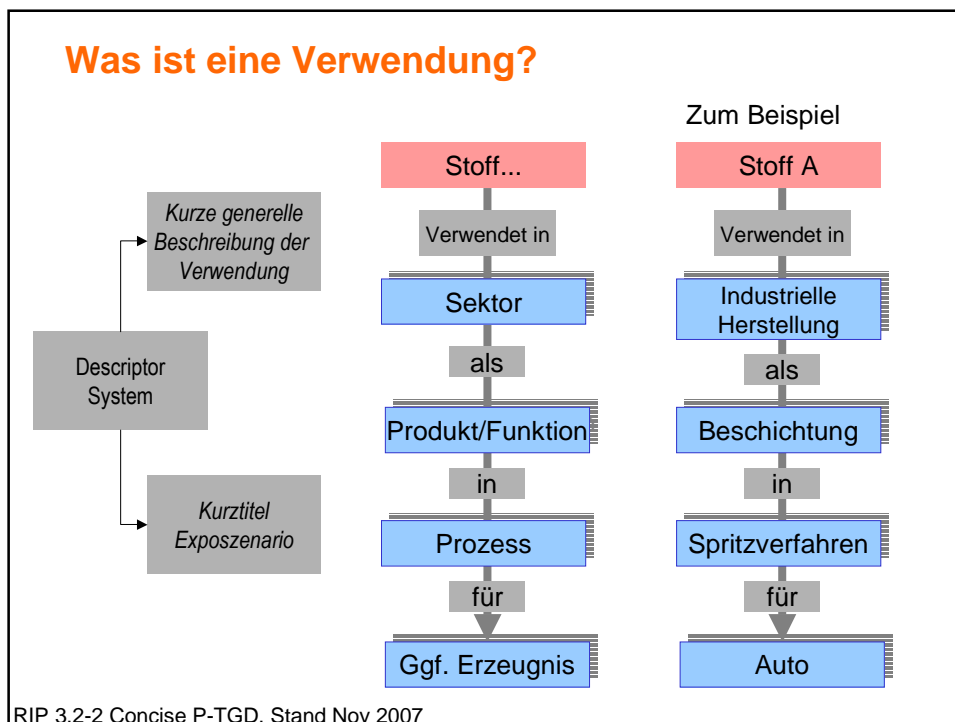 Was ist eine Verwendung?
Zum Beispiel
Kurze generelle
Beschreibung der
Verwendung
Descriptor
System
Kurztitel
Exposzenario
Stoff...
Verwendet in
Sektor
als
Produkt/Funktion
in
Prozess
für
Ggf. Erzeugnis
Stoff A
Verwendet in
Industrielle
Herstellung
als
Beschichtung
in
Spritzverfahren
für
Auto
RIP 3.2-2 Concise P-TGD, Stand Nov 2007